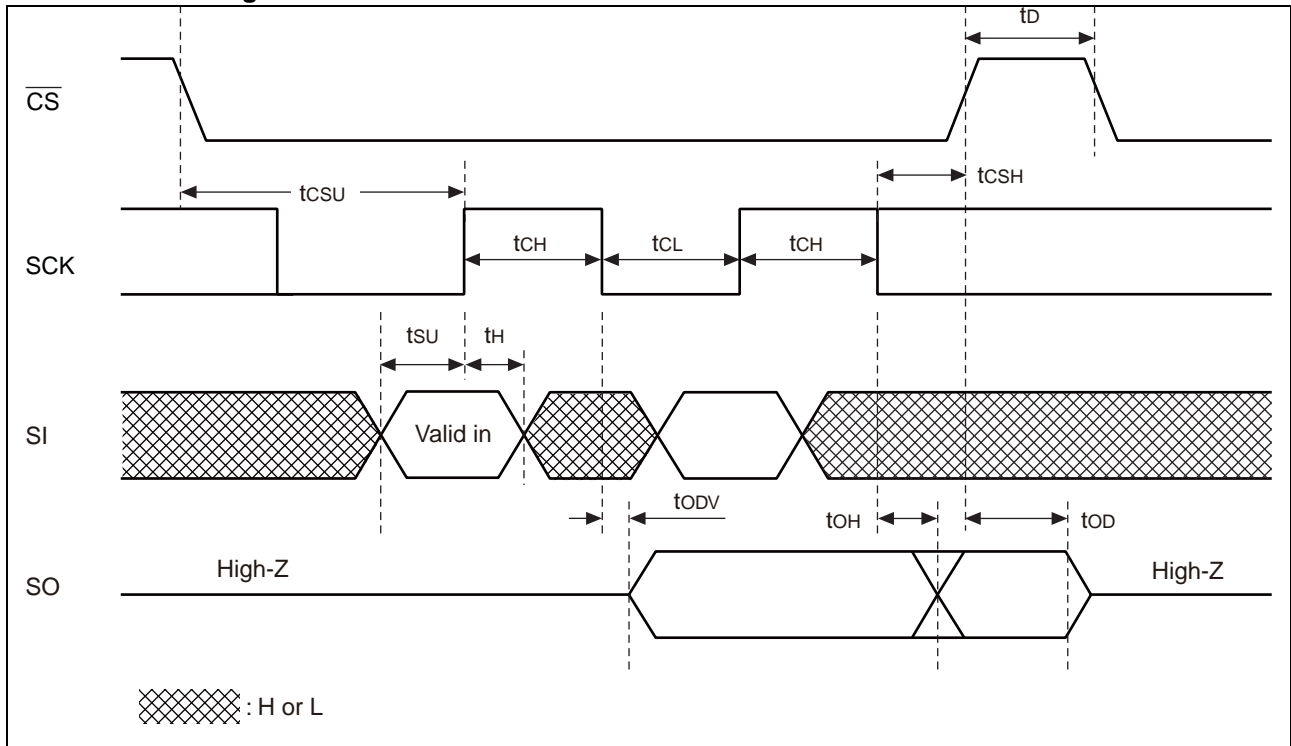 tD
CS
tCSU
tCSH
SCK
tCH
tCL
tCH
tSU
tH
SI
Valid in
tODV
tOH
tOD
SO
High-Z
High-Z
: H or L